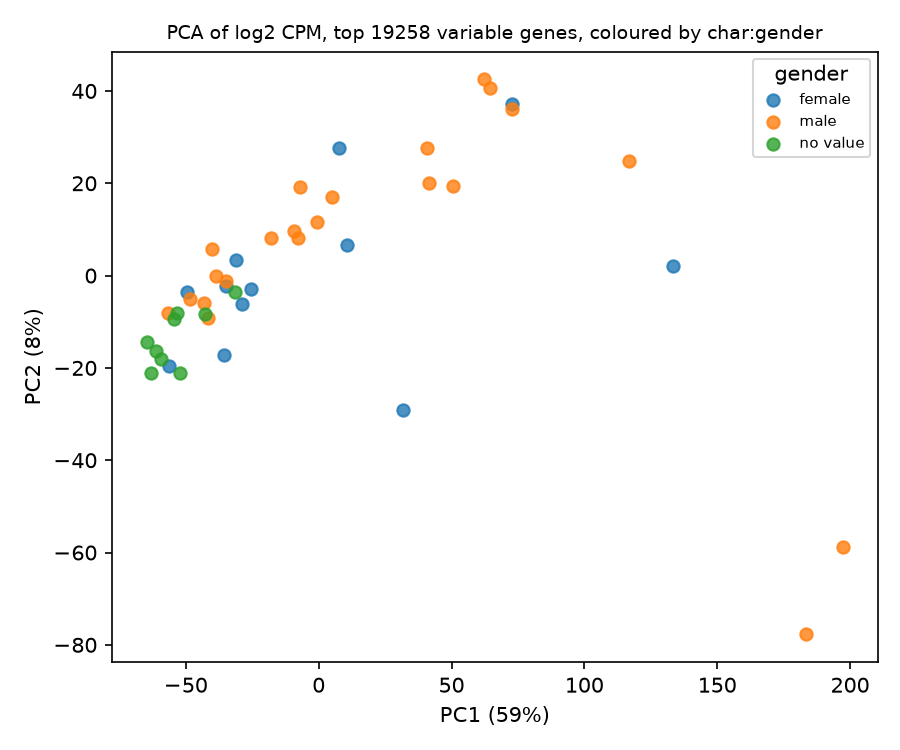 PCA of log2 CPM, top 19258 variable genes, coloured by char:gender
gender
female
male
no value
40
20
0
−20
−40
−60
−80
PC2 (8%)
−50
0
50
100
150
200
PC1 (59%)